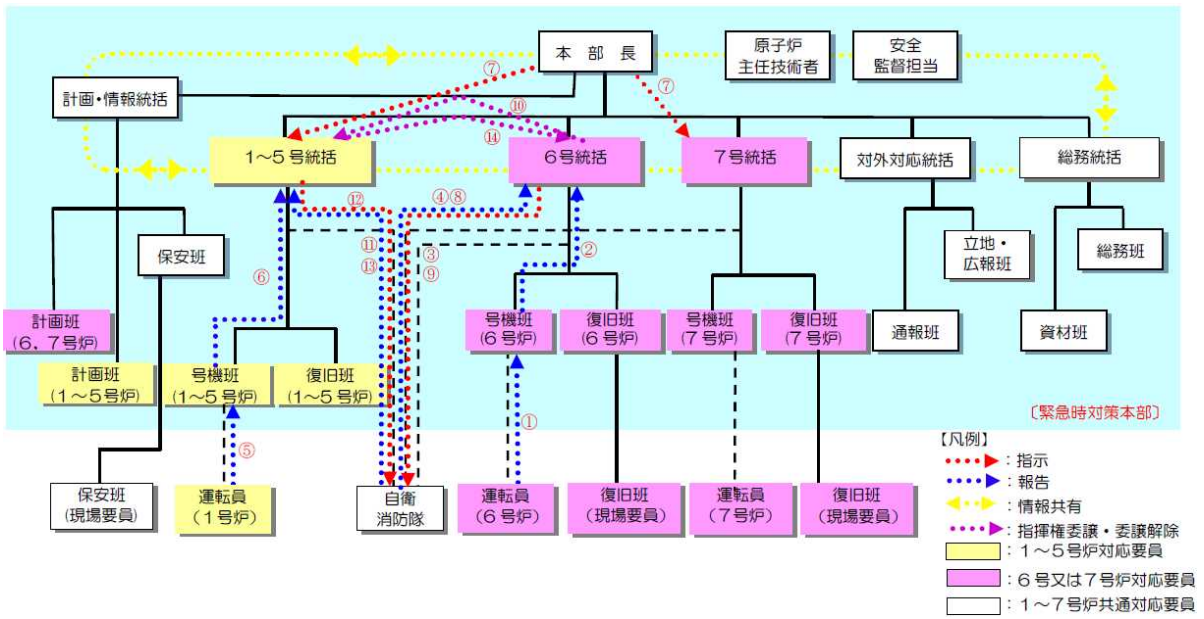 本部長
原子炉
主任技術者
安全
監督担当
⑦
⑦
計画・情報統括
⑩
⑭
1~5号統括
6号統括
7号統括
対外対応統括
総務統括
⑫
④⑧
⑪
⑬
③
⑨
②
⑥
保安班
立地・
広報班
総務班
計画班
(6,7号炉)
号機班
(6号炉)
復旧班
(6号炉)
号機班
(7号炉)
復旧班
(7号炉)
通報班
資材班
計画班
(1~5号炉)
号機班
(1~5号炉)
復旧班
(1~5号炉)
①
⑤
〔緊急時対策本部〕
保安班
(現場要員)
運転員
(1号炉)
自衛
消防隊
運転員
(6号炉)
復旧班
(現場要員)
運転員
(7号炉)
復旧班
(現場要員)
【凡例】
:指示
:報告
:情報共有
:指揮権委譲・委譲解除
:1~5号炉対応要員
:6号又は7号炉対応要員
:1~7号炉共通対応要員